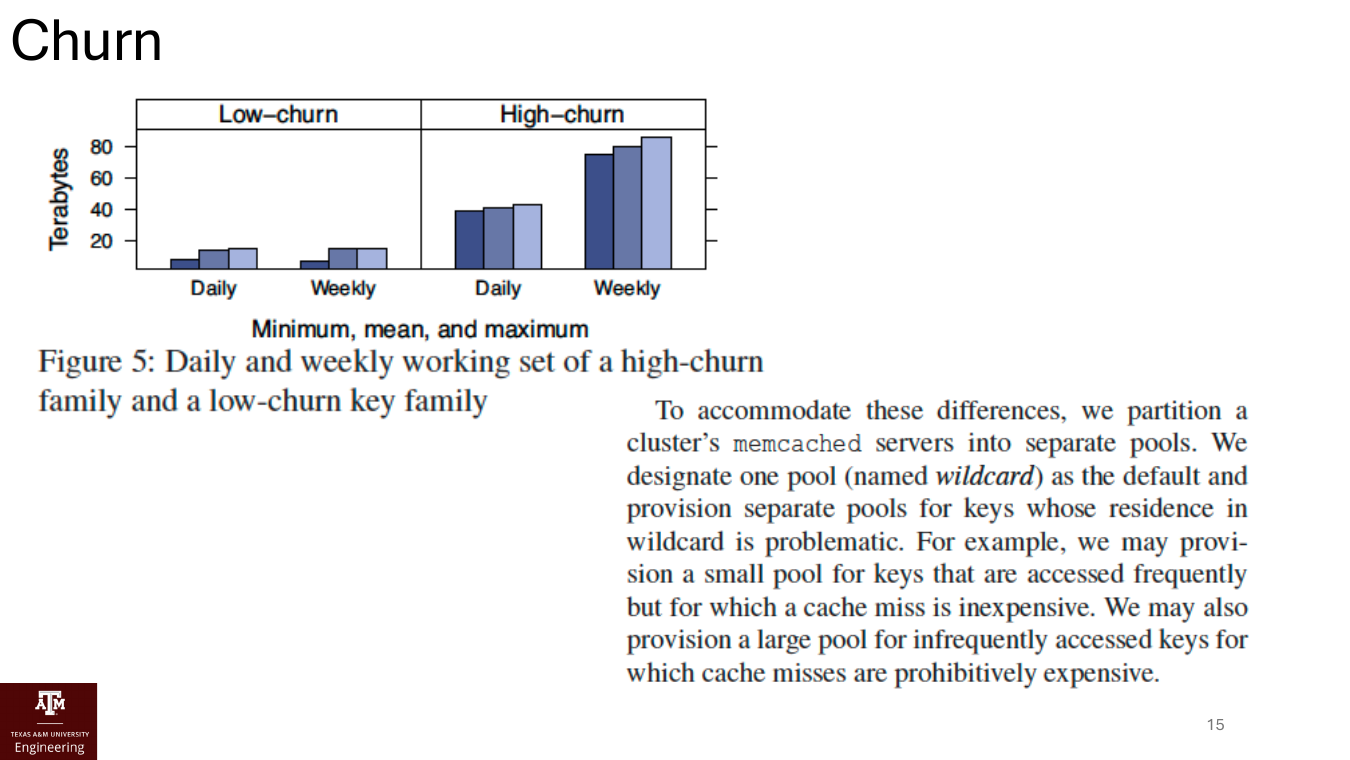 Churn
Low–churn
High–churn
Terabytes
80
60
40
20
Daily
Weekly
Daily
Weekly
Minimum, mean, and maximum
Figure 5: Daily and weekly working set of a high-churn
family and a low-churn key family
To accommodate these differences, we partition a
cluster's memcached servers into separate pools. We
designate one pool (named wildcard) as the default and
provision separate pools for keys whose residence in
wildcard is problematic. For example, we may provi-
sion a small pool for keys that are accessed frequently
but for which a cache miss is inexpensive. We may also
provision a large pool for infrequently accessed keys for
which cache misses are prohibitively expensive.
ATM
TEXAS A&M UNIVERSITY
Engineering
15